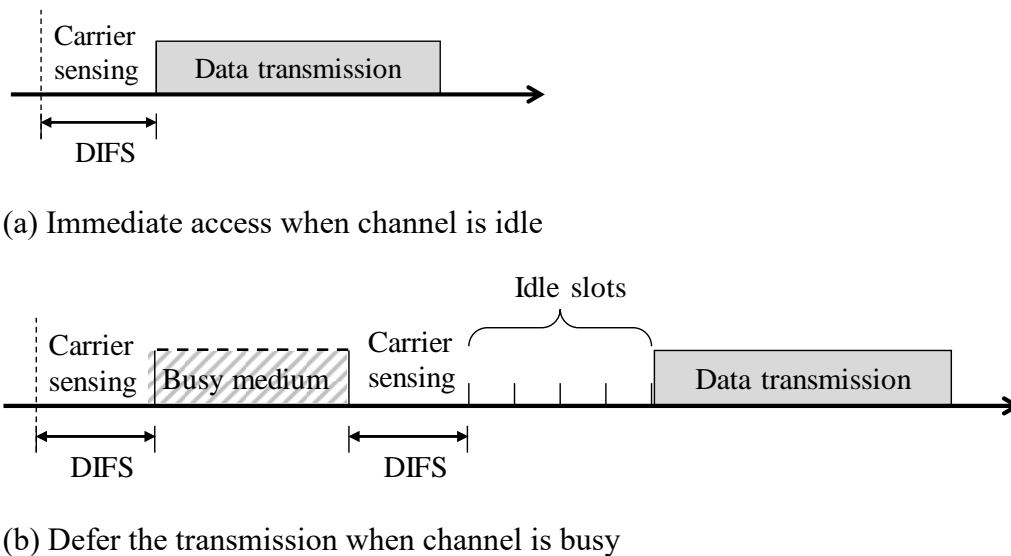 Carrier
sensing
Data transmission
DIFS
(a) Immediate access when channel is idle
Idle slots
Carrier
sensing
Busy medium
Carrier
sensing
Data transmission
DIFS
DIFS
(b) Defer the transmission when channel is busy